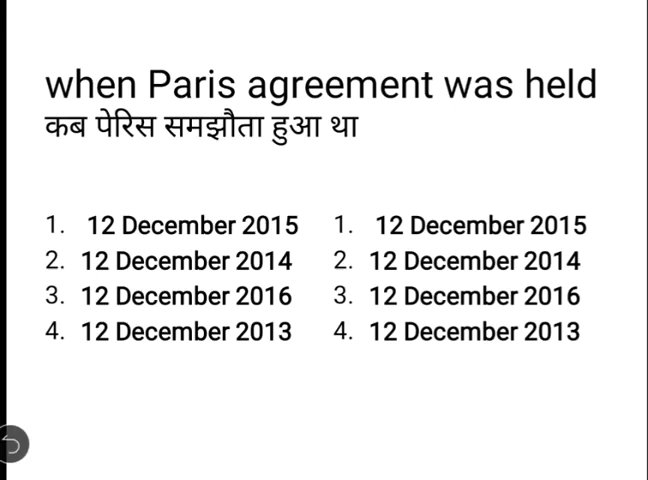 when Paris agreement was held
कब पेरिस समझौता हुआ था
1. 12 December 2015
2. 12 December 2014
3. 12 December 2016
4. 12 December 2013
1. 12 December 2015
2. 12 December 2014
3. 12 December 2016
4. 12 December 2013